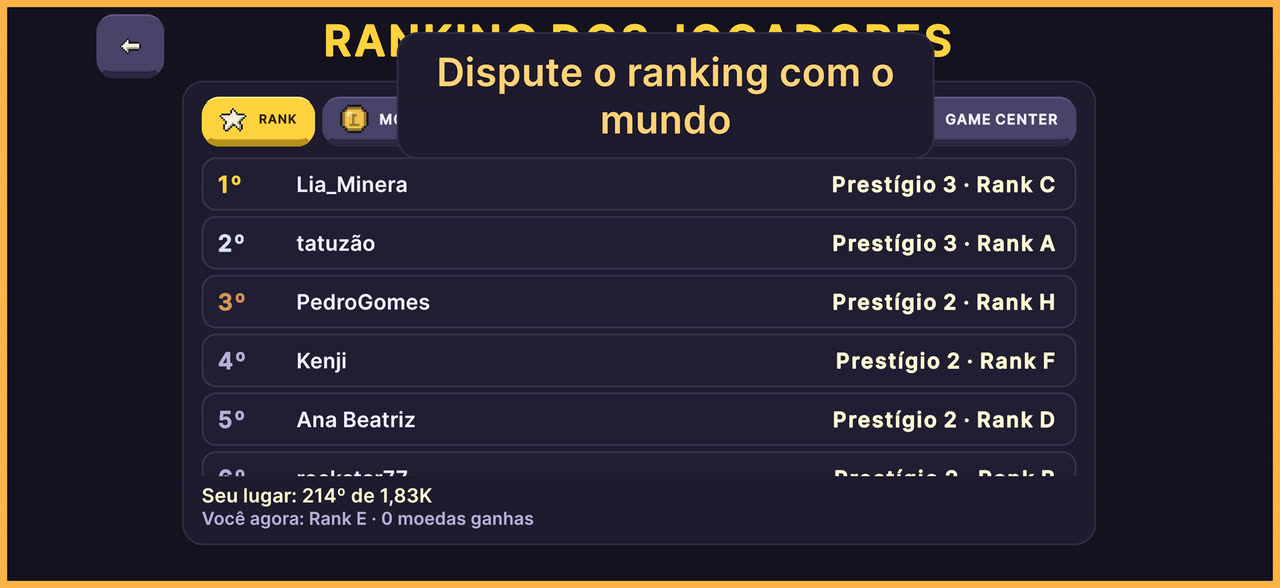 Dispute o ranking com o
mundo
RANK
GAME CENTER
1º Lia_Minera Prestígio 3 · Rank C
2º tatuzão Prestígio 3 · Rank A
3º PedroGomes Prestígio 2 · Rank H
4º Kenji Prestígio 2 · Rank F
5º Ana Beatriz Prestígio 2 · Rank D
Seu lugar: 214º de 1,83K
Você agora: Rank E · 0 moedas ganhas